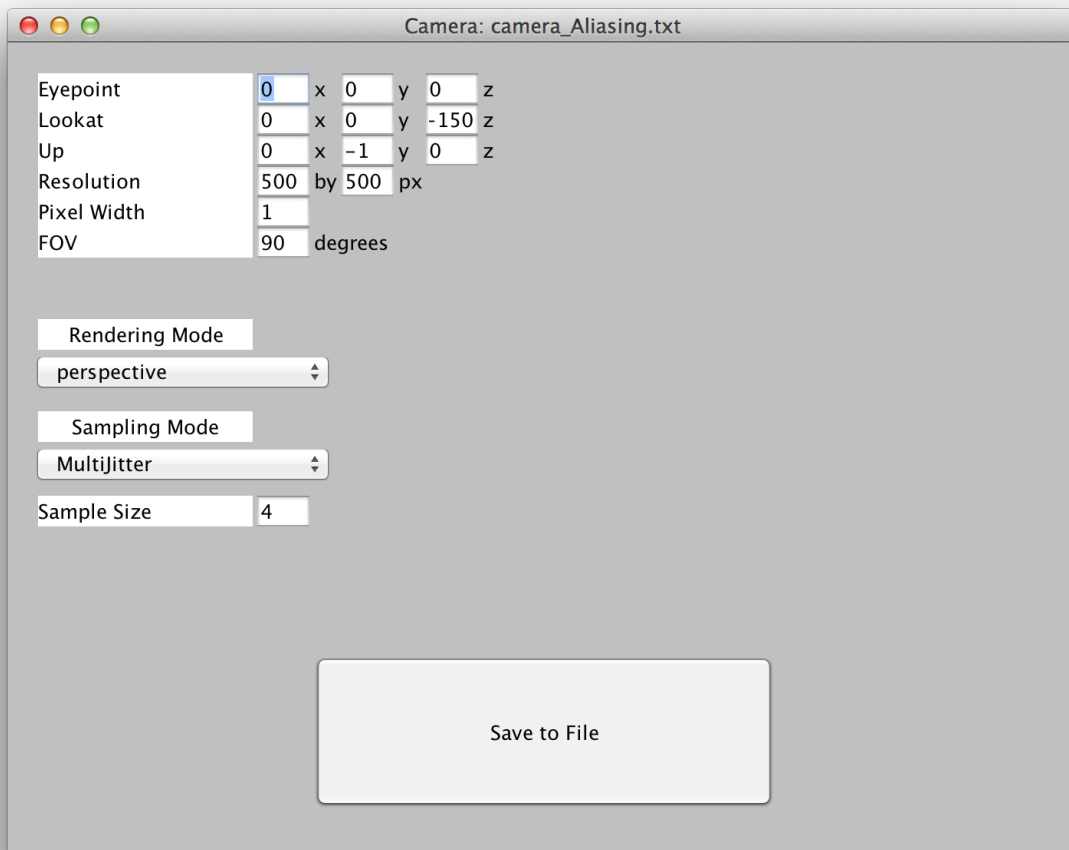 Camera: camera_Aliasing.txt
Eyepoint 0 x 0 y 0 z
Lookat 0 x 0 y -150 z
Up 0 x -1 y 0 z
Resolution 500 by 500 px
Pixel Width 1
FOV 90 degrees
Rendering Mode
perspective
Sampling Mode
MultiJitter
Sample Size 4
Save to File